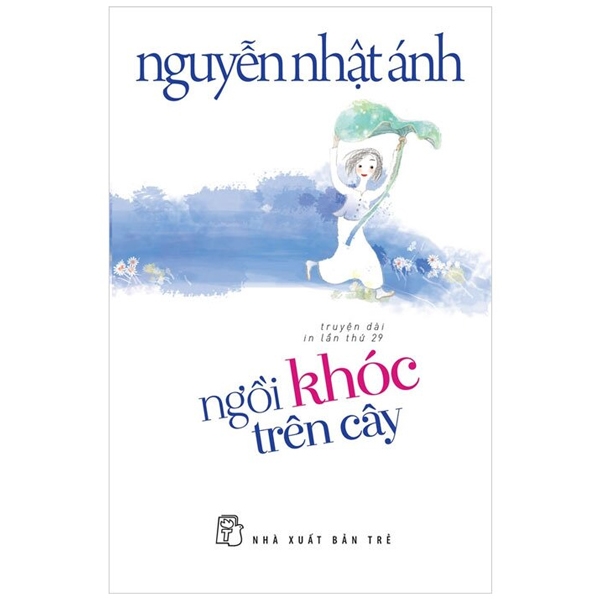 nguyễn nhật ánh
truyện dài
in lần thứ 29
ngồi khóc
trên cây
T
NHÀ XUẤT BẢN TRẺ